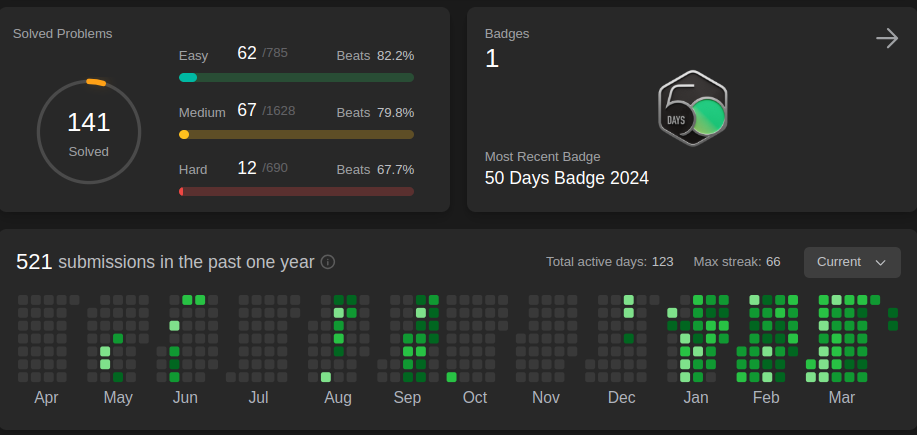 Solved Problems
141
Solved
Easy 62 /785 Beats 82.2%
Medium 67 /1628 Beats 79.8%
Hard 12 /690 Beats 67.7%
Badges
1
50
DAYS
Most Recent Badge
50 Days Badge 2024
521 submissions in the past one year
Total active days: 123 Max streak: 66 Current
Apr May Jun Jul Aug Sep Oct Nov Dec Jan Feb Mar